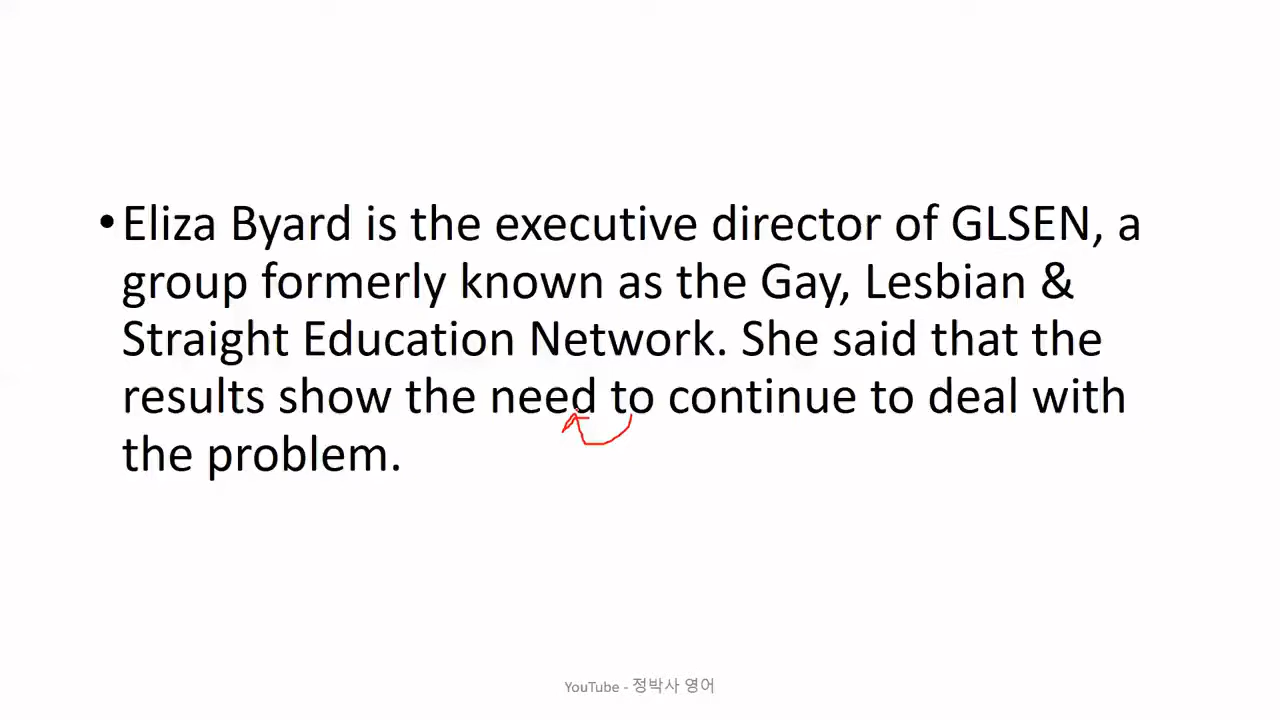 •Eliza Byard is the executive director of GLSEN, a
group formerly known as the Gay, Lesbian &
Straight Education Network. She said that the
results show the need to continue to deal with
the problem.
YouTube - 정박사 영어